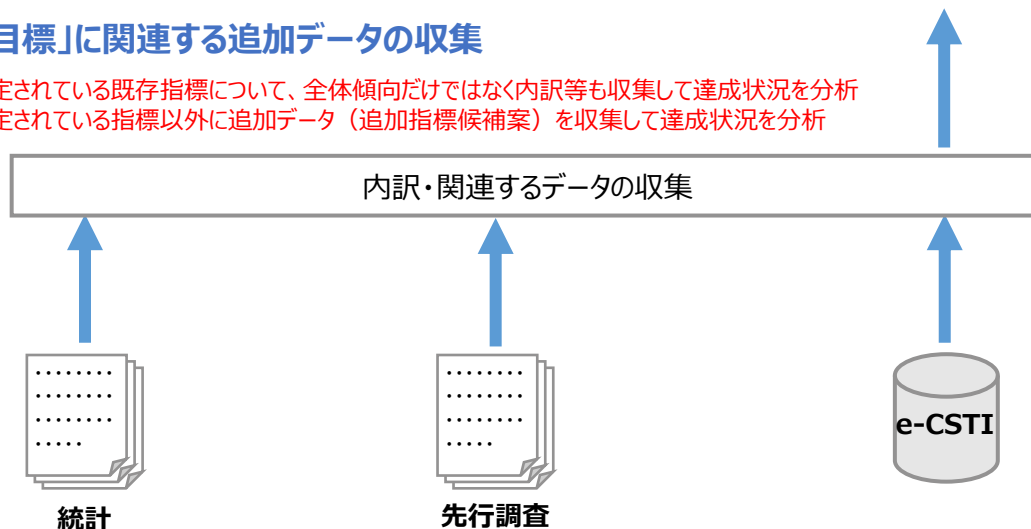 目標」に関連する追加データの収集
定されている既存指標について、全体傾向だけではなく内訳等も収集して達成状況を分析
定されている指標以外に追加データ（追加指標候補案）を収集して達成状況を分析
内訳・関連するデータの収集
e-CSTI
統計
先行調査